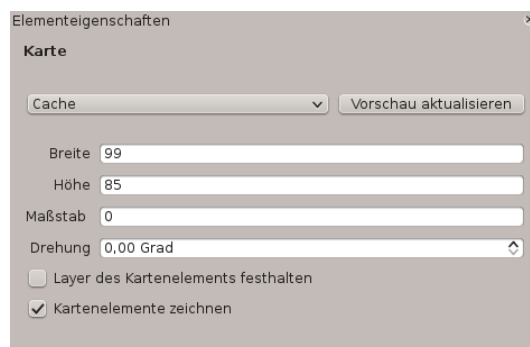 Elementeigenschaften
Karte
Cache Vorschau aktualisieren
Breite 99
Höhe 85
Maßstab 0
Drehung 0,00 Grad
Layer des Kartenelements festhalten
Kartenelemente zeichnen